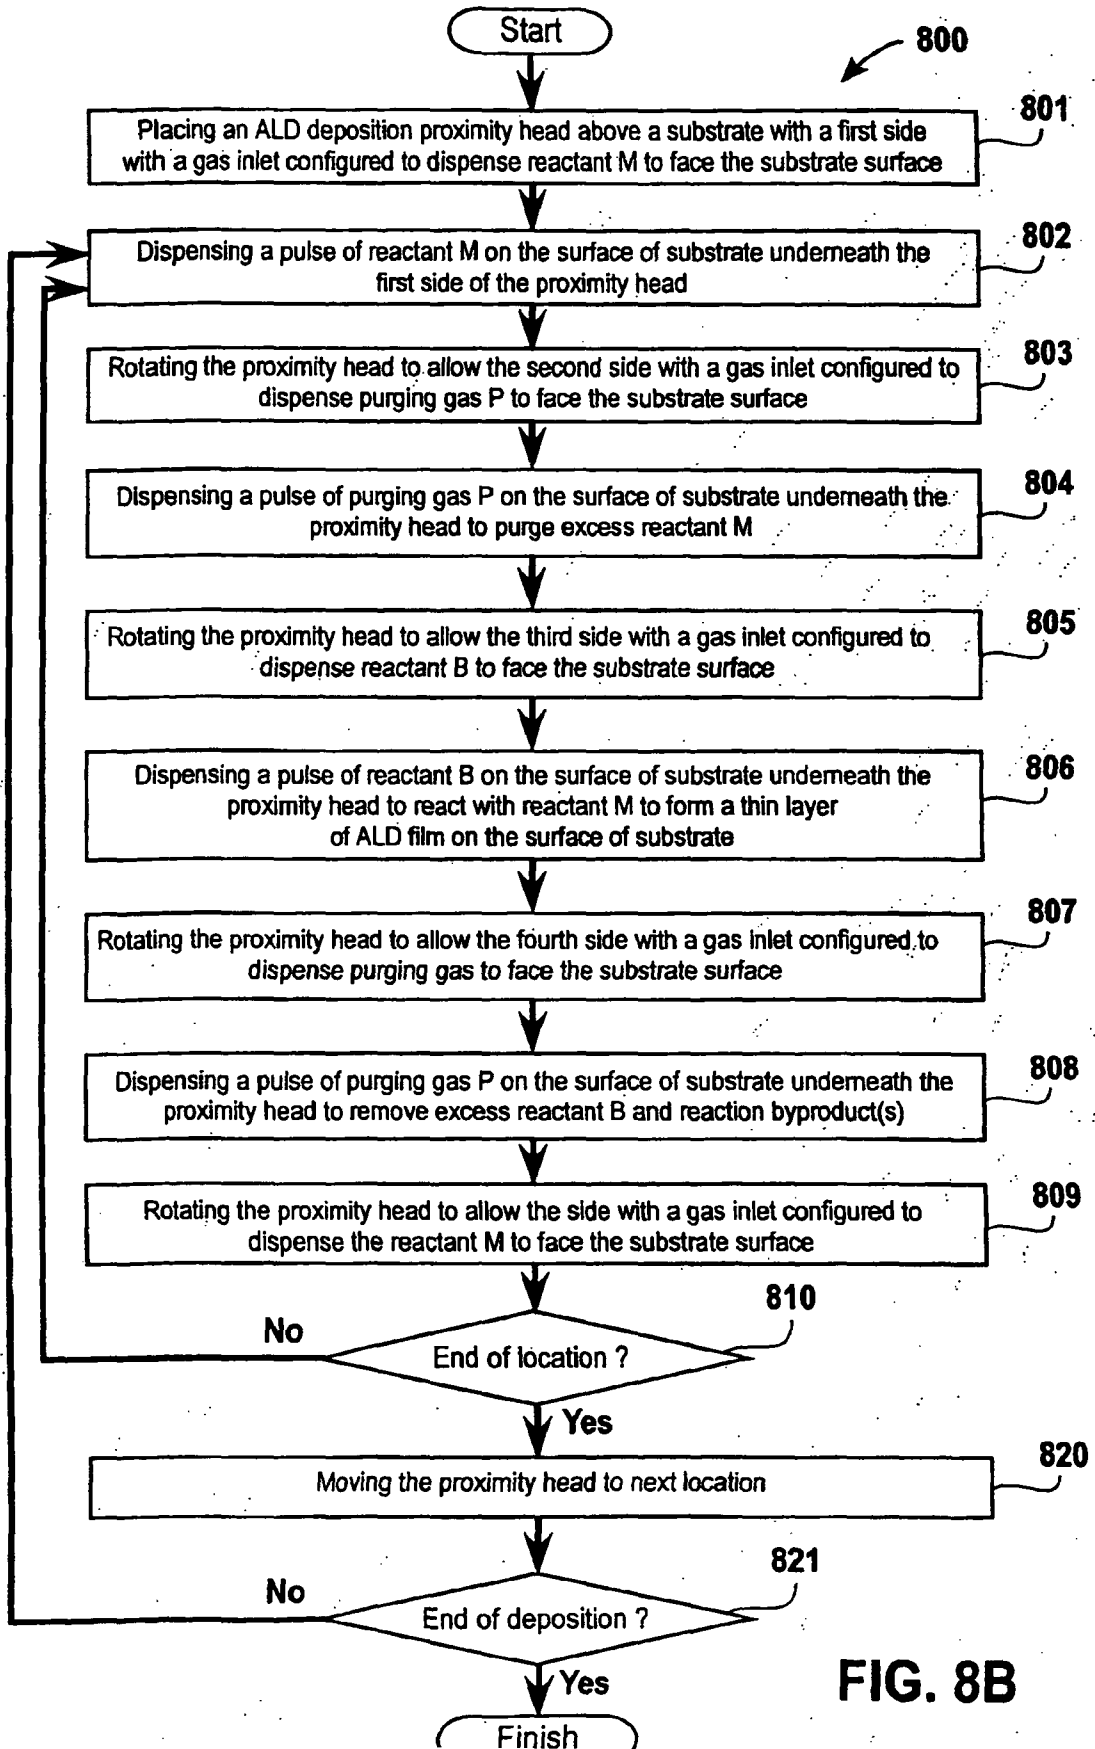 Start
800
801
Placing an ALD deposition proximity head above a substrate with a first side
with a gas inlet configured to dispense reactant M to face the substrate surface
802
Dispensing a pulse of reactant M on the surface of substrate underneath the
first side of the proximity head
803
Rotating the proximity head to allow the second side with a gas inlet configured to
dispense purging gas P to face the substrate surface
804
Dispensing a pulse of purging gas P on the surface of substrate underneath the
proximity head to purge excess reactant M
805
Rotating the proximity head to allow the third side with a gas inlet configured to
dispense reactant B to face the substrate surface
806
Dispensing a pulse of reactant B on the surface of substrate underneath the
proximity head to react with reactant M to form a thin layer
of ALD film on the surface of substrate
807
Rotating the proximity head to allow the fourth side with a gas inlet configured to
dispense purging gas to face the substrate surface
808
Dispensing a pulse of purging gas P on the surface of substrate underneath the
proximity head to remove excess reactant B and reaction byproduct(s)
809
Rotating the proximity head to allow the side with a gas inlet configured to
dispense the reactant M to face the substrate surface
810
No
End of location ?
Yes
820
Moving the proximity head to next location
821
No
End of deposition ?
Yes
FIG. 8B
Finish